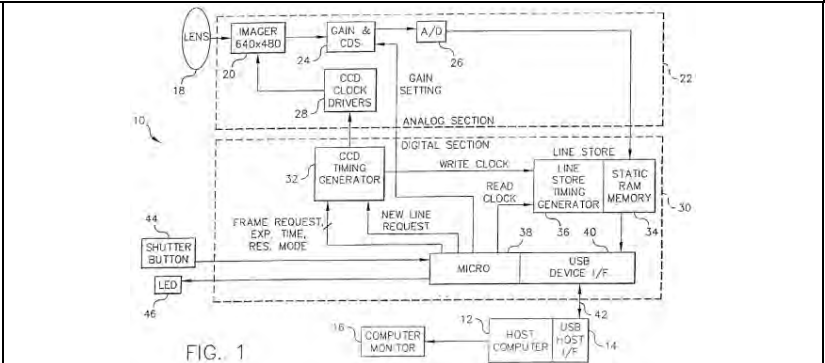 LENS
18
IMAGER
640x480
20
GAIN &
CDS
24
A/D
26
CCD
CLOCK
DRIVERS
28
GAIN
SETTING
22
10
ANALOG SECTION
DIGITAL SECTION
CCD
TIMING
GENERATOR
32
WRITE CLOCK
LINE STORE
LINE
STORE
TIMING
GENERATOR
STATIC
RAM
MEMORY
READ
CLOCK
30
36
34
FRAME REQUEST,
EXP. TIME,
RES. MODE
NEW LINE
REQUEST
38
40
44
SHUTTER
BUTTON
MICRO
USB
DEVICE I/F
LED
46
42
12
16
COMPUTER
MONITOR
HOST
COMPUTER
USB
HOST
I/F
14
FIG. 1